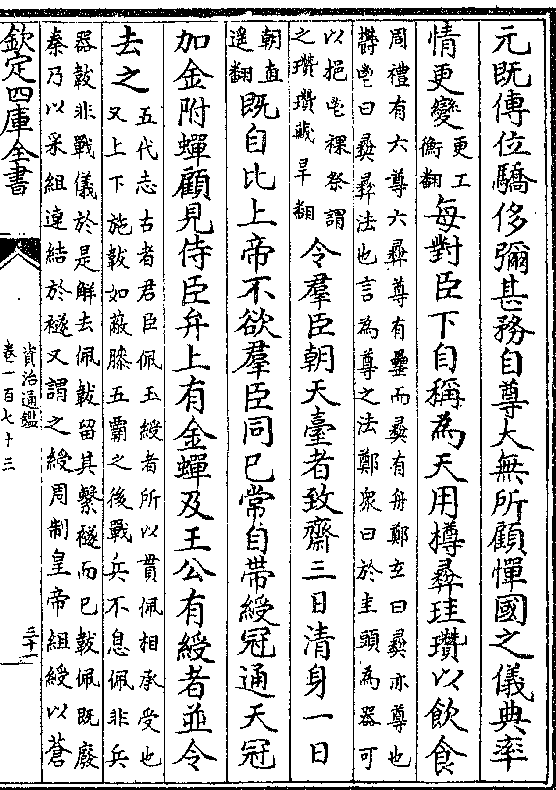 元既傳位驕侈彌甚務自尊大無所顧憚國之儀典率
情更變更工衡翻每對臣下自稱為天用樽彛珪瓚以飲食
周禮有六尊六彛尊有罍而彛有舟鄭玄曰彛亦尊也
鬱鬯曰彛彛法也言為尊之法鄭衆曰於圭頭為器可
以挹鬯祼祭謂
之瓚瓚藏旱翻令羣臣朝天臺者致齋三日清身一日
朝直
遥翻既自比上帝不欲羣臣同已常自帶綬冠通天冠
加金附蟬顧見侍臣弁上有金蟬及王公有綬者並令
去之五代志古者君臣佩玉綬者所以貫佩相承受也
又上下施韍如蔽膝五霸之後戰兵不息佩非兵
器韍非戰儀於是解去佩韍留其繫襚而已韍佩既廢
秦乃以采組連結於襚又謂之綬周制皇帝組綬以蒼
欽定四庫全書
資治通鑑
卷一百七十三
三十一